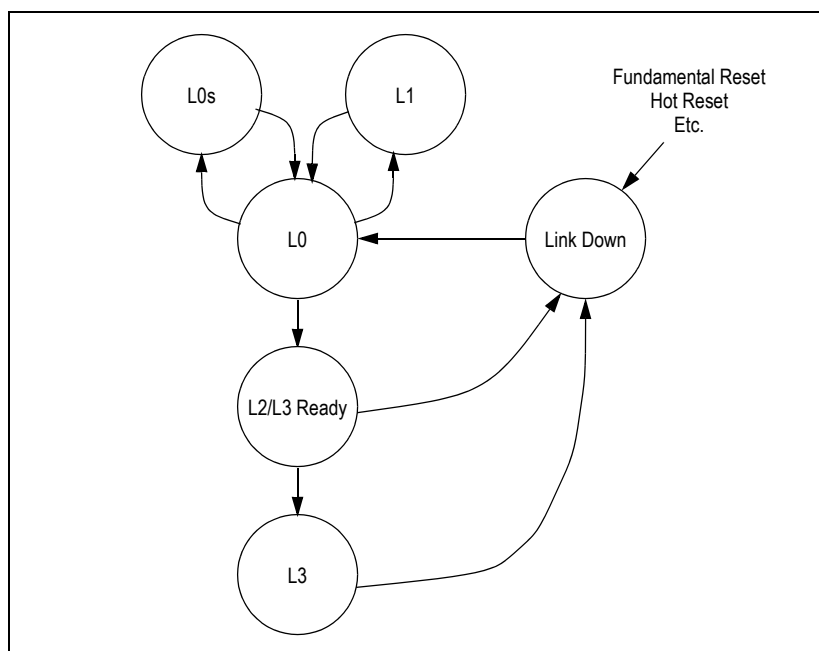 L0s
L1
Fundamental Reset
Hot Reset
Etc.
L0
Link Down
L2/L3 Ready
L3